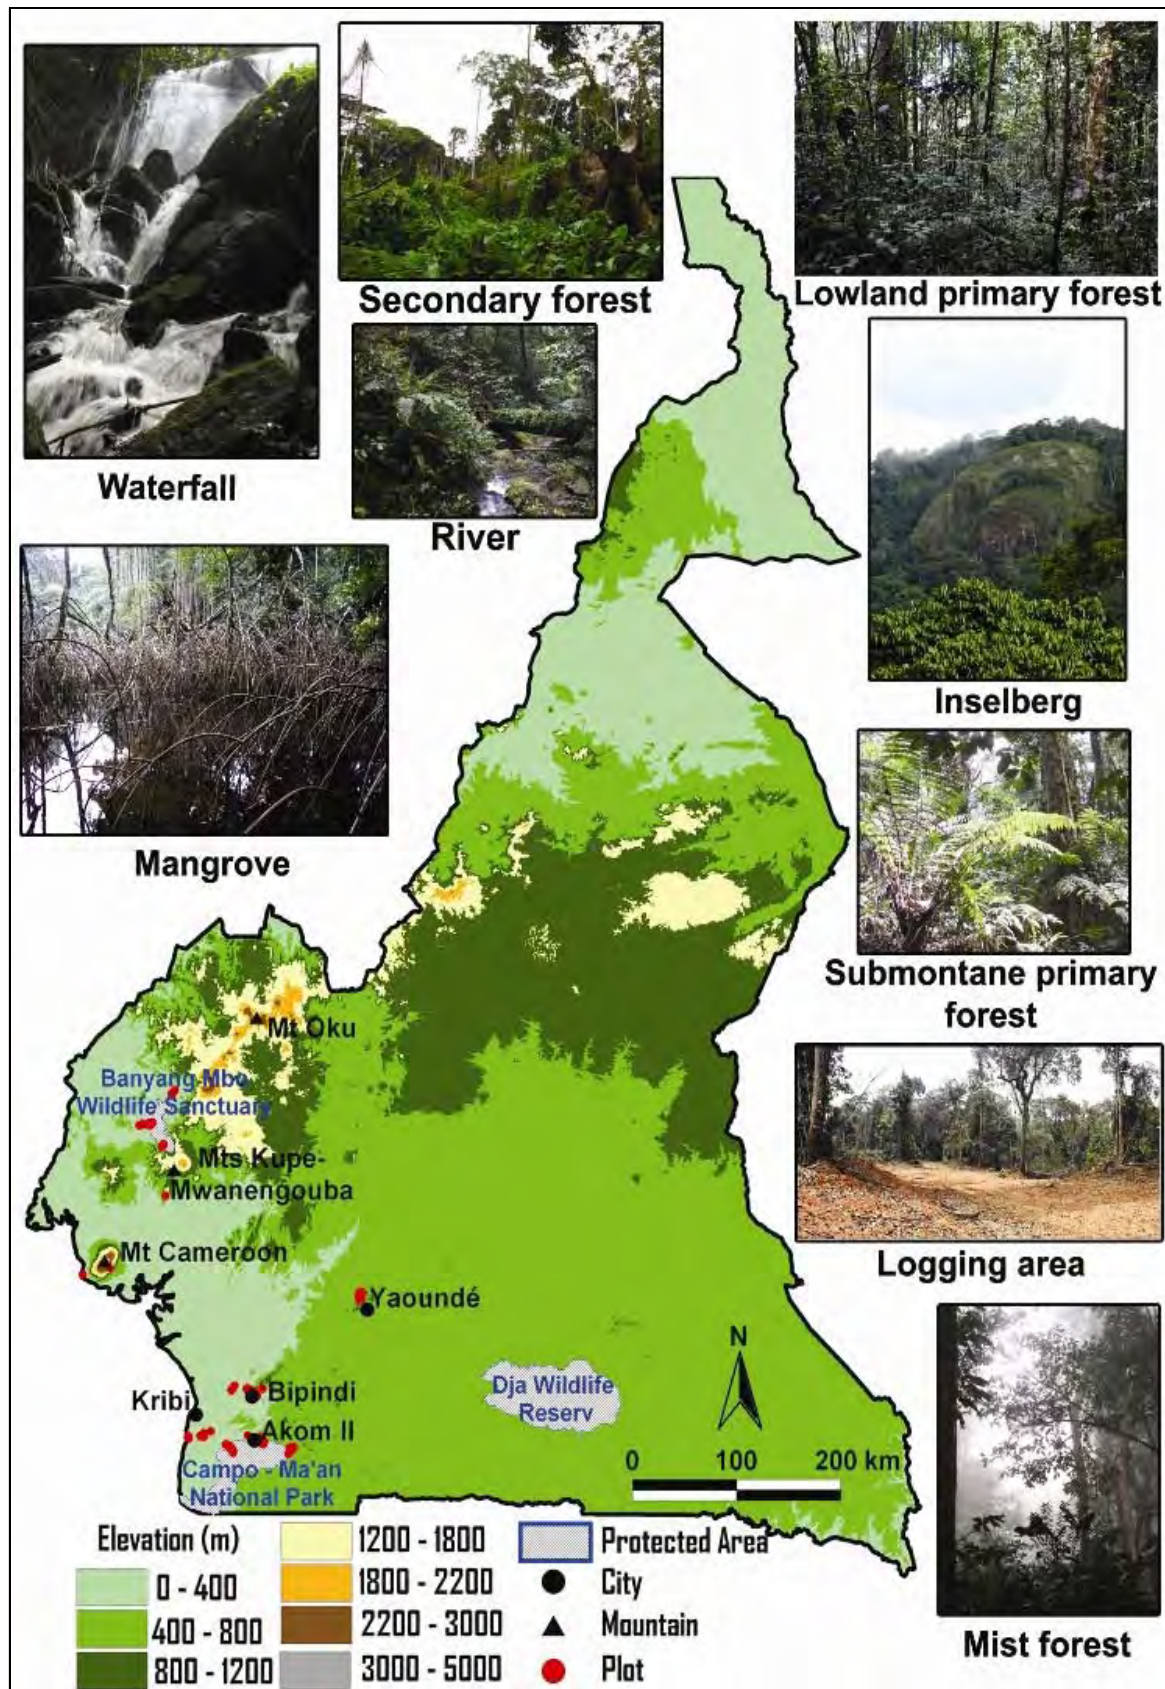 Waterfall
Secondary forest
Lowland primary forest
River
Inselberg
Mangrove
Submontane primary
forest
Mt Oku
Banyang Mbo
Wildlife Sanctuary
Mts Kupe-
Mwanengouba
Mt Cameroon
Logging area
Yaoundé
N
Kribi
Bipindi
Dja Wildlife
Reserv
Akom II
Campo - Ma'an
National Park
0 100 200 km
Mist forest
Elevation (m)
0 - 400
400 - 800
800 - 1200
1200 - 1800
1800 - 2200
2200 - 3000
3000 - 5000
Protected Area
City
Mountain
Plot